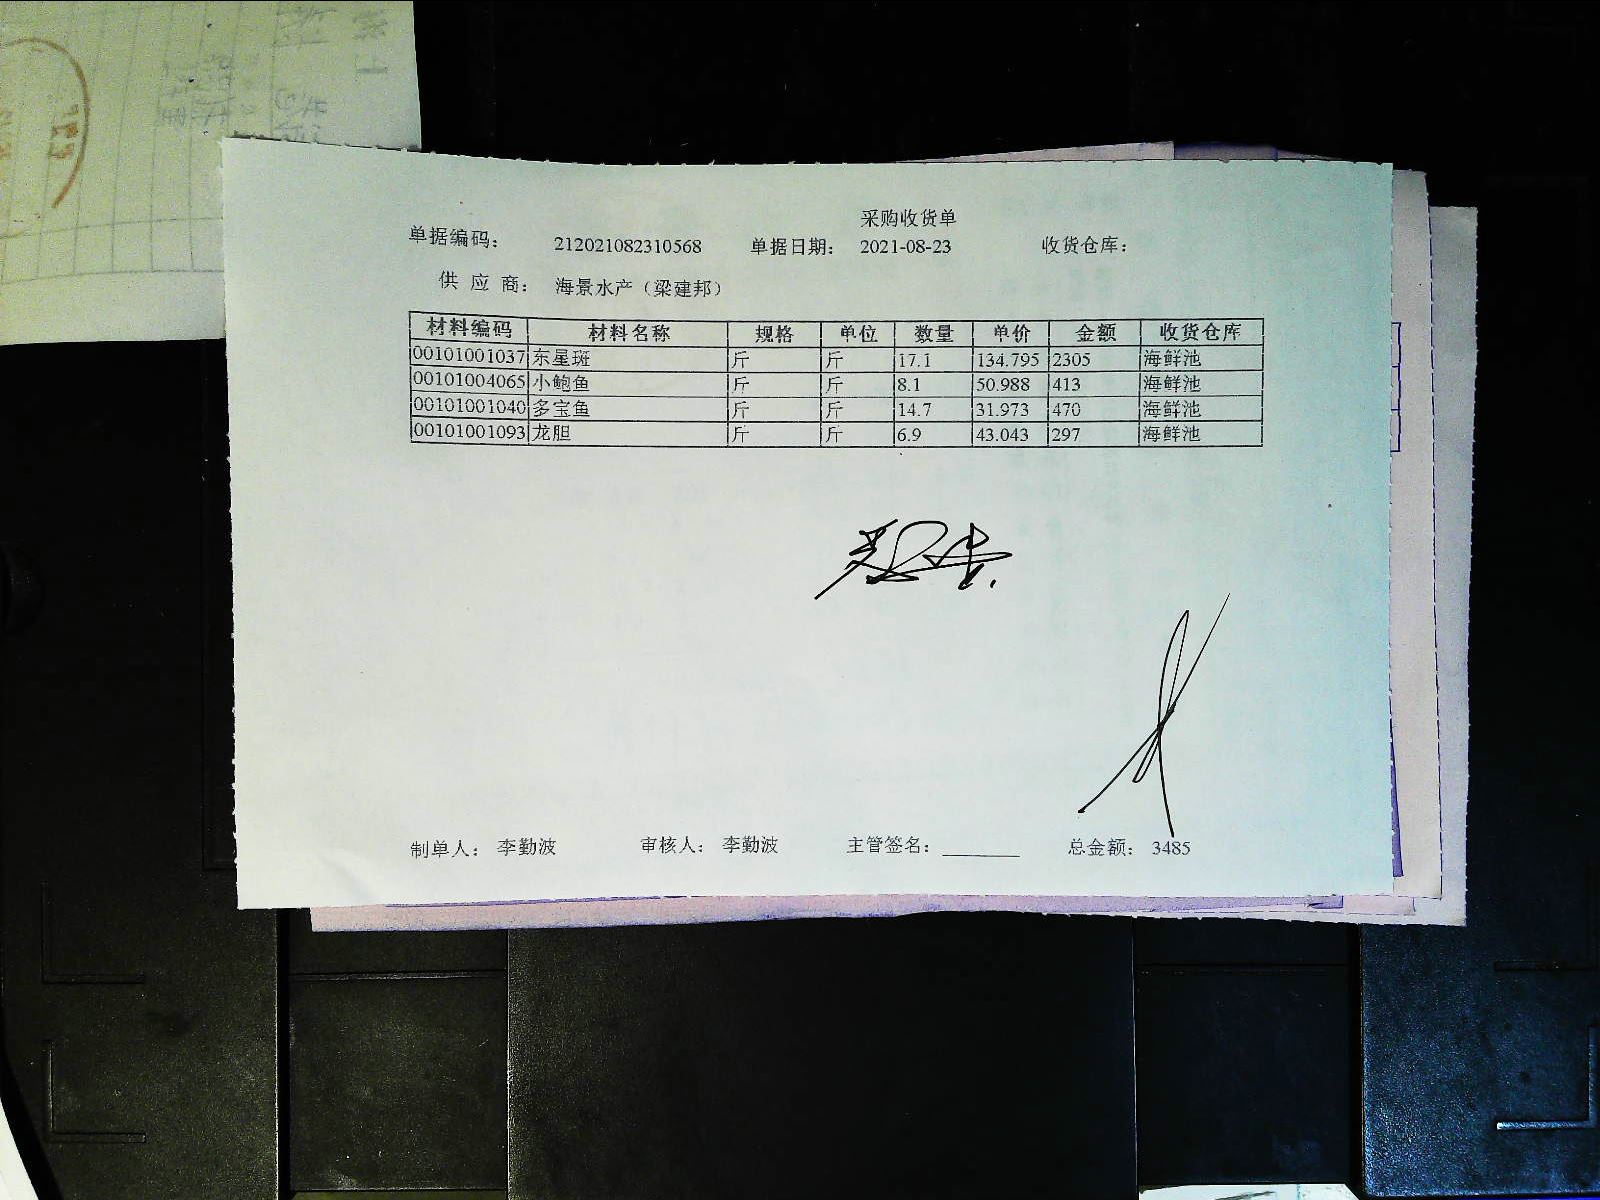 采购收货单
单据编码： 212021082310568 单据日期： 2021-08-23 收货仓库：
供 应 商： 海景水产（梁建邦）
材料编码 材料名称 规格 单位 数量 单价 金额 收货仓库
00101001037 东星斑 斤 斤 17.1 134.795 2305 海鲜池
00101004065 小鲍鱼 斤 斤 8.1 50.988 413 海鲜池
00101001040 多宝鱼 斤 斤 14.7 31.973 470 海鲜池
00101001093 龙胆 斤 斤 6.9 43.043 297 海鲜池
制单人： 李勤波 审核人： 李勤波 主管签名： 总金额： 3485